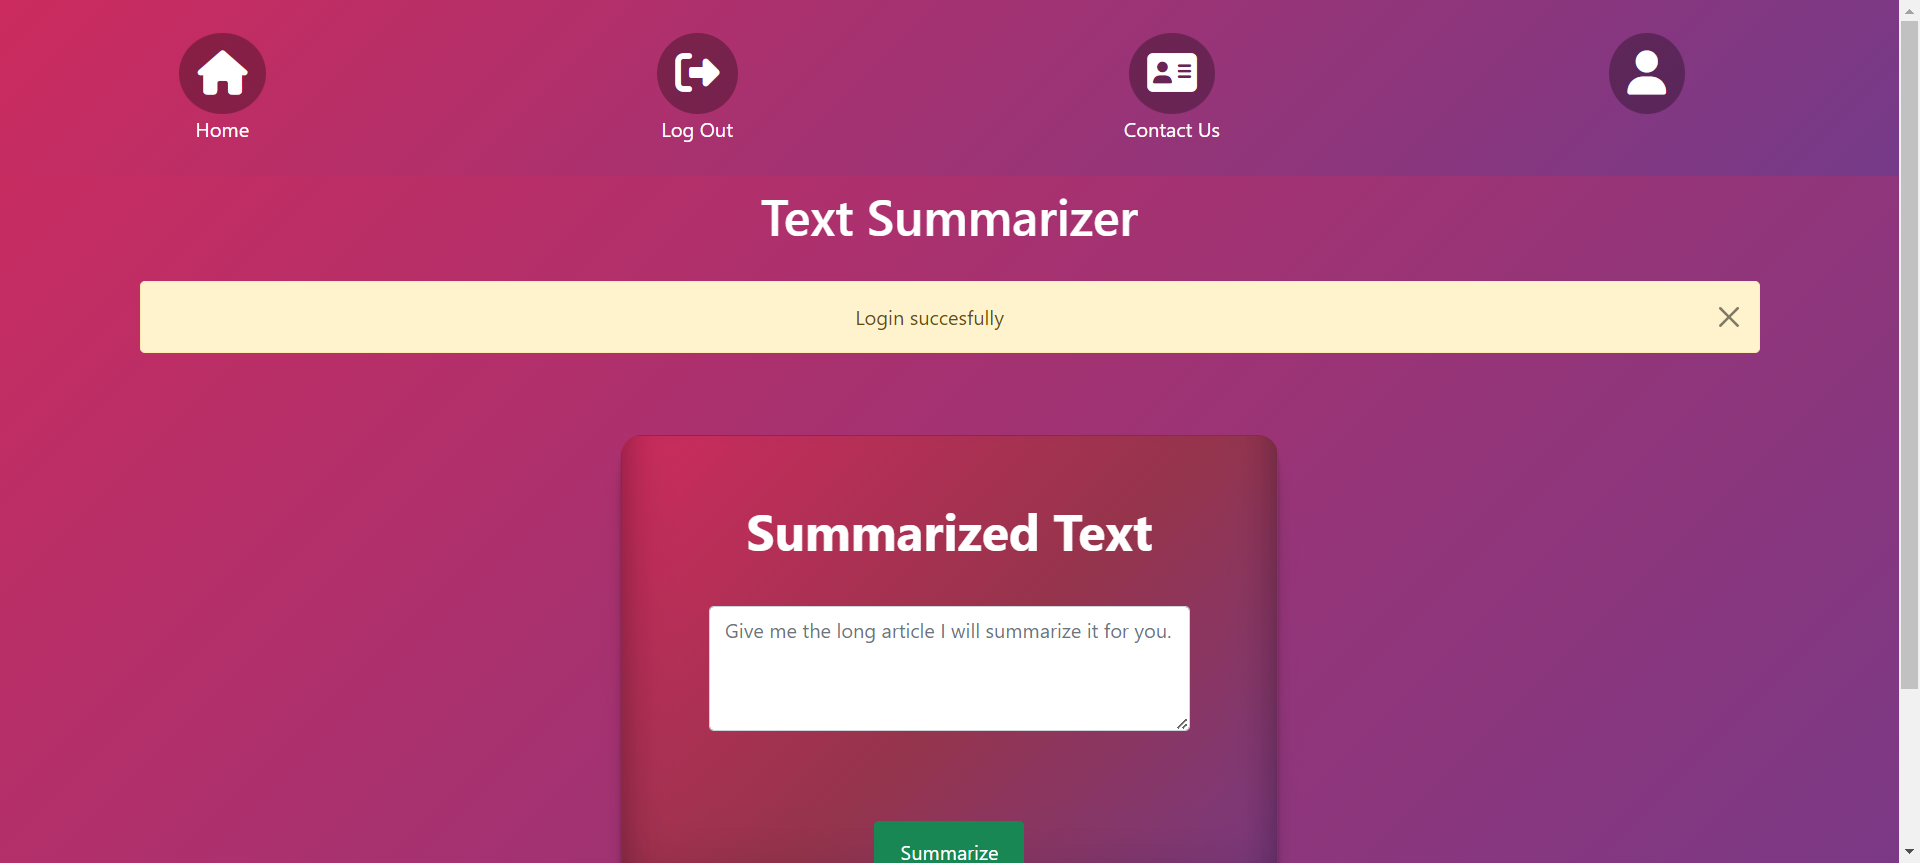 Home
Log Out
Contact Us
Text Summarizer
Login succesfully
Summarized Text
Give me the long article I will summarize it for you.
Summarize